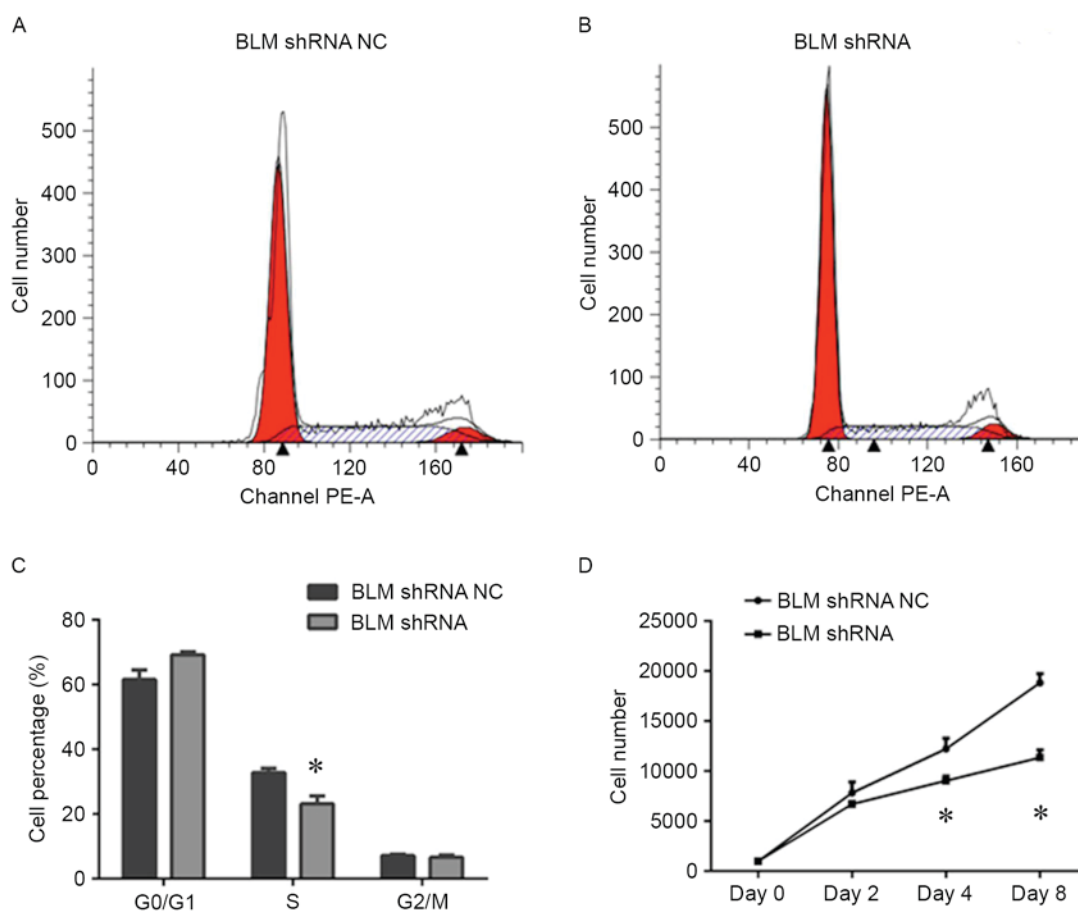 A
BLM shRNA NC
500
400
300
200
100
0
Cell number
0 40 80 120 160
Channel PE-A
B
BLM shRNA
500
400
300
200
100
0
Cell number
0 40 80 120 160
Channel PE-A
C
BLM shRNA NC
BLM shRNA
80
60
40
20
0
Cell percentage (%)
*
G0/G1 S G2/M
D
BLM shRNA NC
BLM shRNA
25000
20000
15000
10000
5000
0
Cell number
* *
Day 0 Day 2 Day 4 Day 8